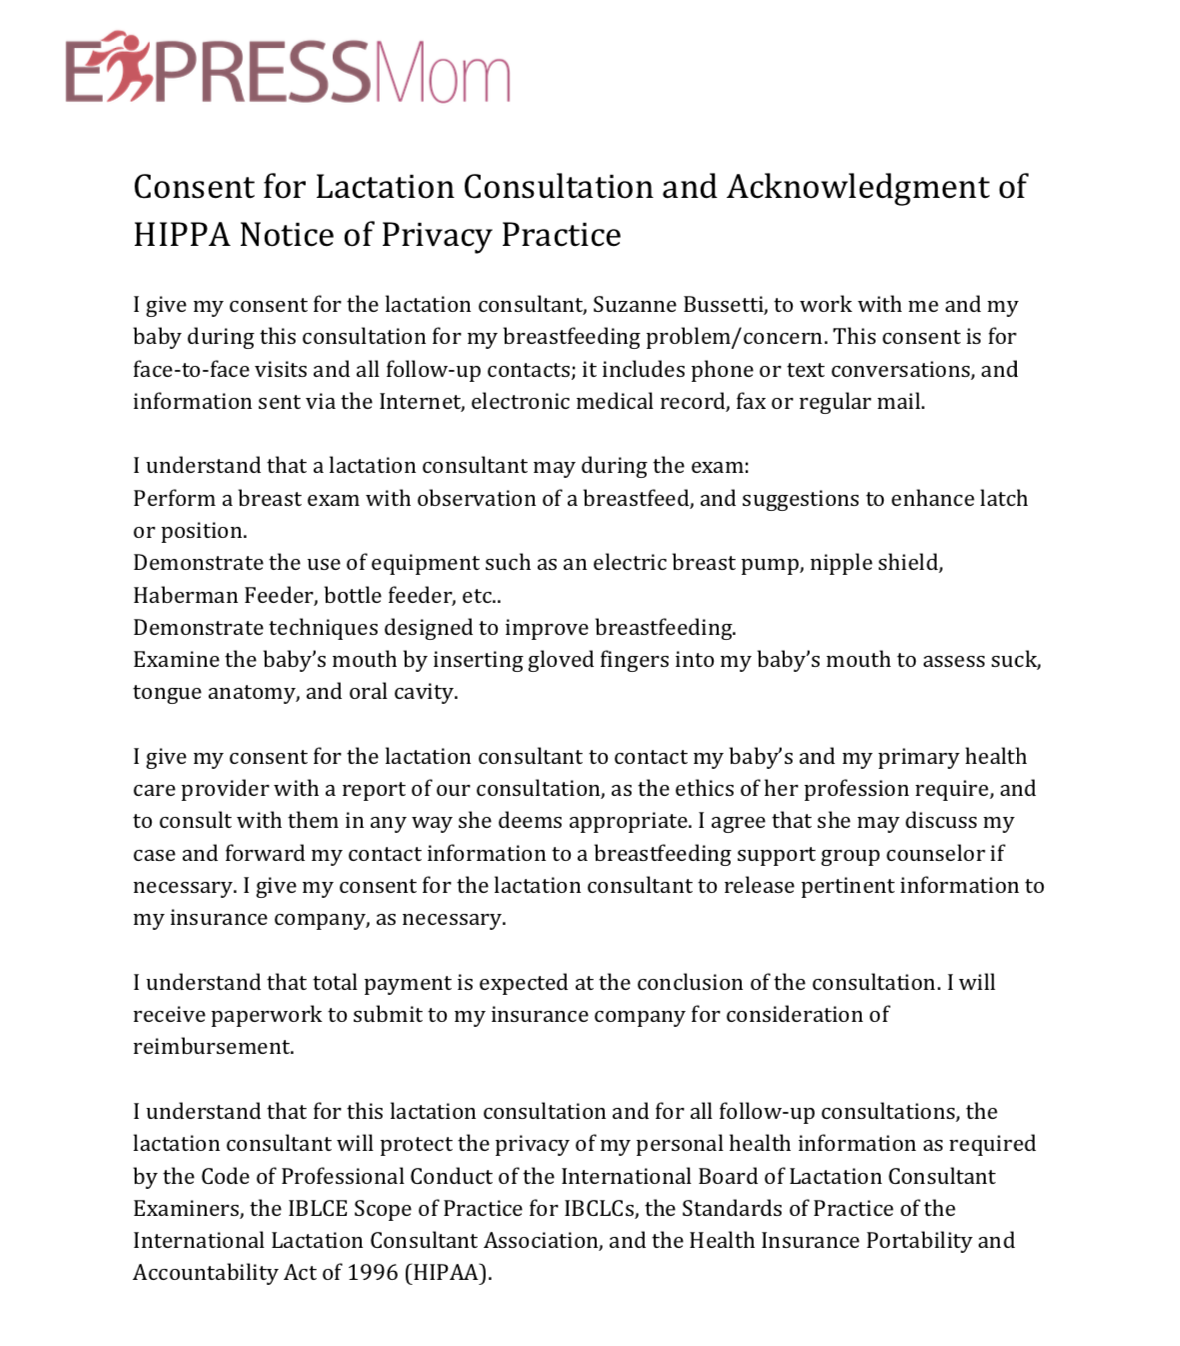 EXPRESSMom
Consent for Lactation Consultation and Acknowledgment of
HIPPA Notice of Privacy Practice
I give my consent for the lactation consultant, Suzanne Bussetti, to work with me and my
baby during this consultation for my breastfeeding problem/concern. This consent is for
face-to-face visits and all follow-up contacts; it includes phone or text conversations, and
information sent via the Internet, electronic medical record, fax or regular mail.
I understand that a lactation consultant may during the exam:
Perform a breast exam with observation of a breastfeed, and suggestions to enhance latch
or position.
Demonstrate the use of equipment such as an electric breast pump, nipple shield,
Haberman Feeder, bottle feeder, etc..
Demonstrate techniques designed to improve breastfeeding.
Examine the baby’s mouth by inserting gloved fingers into my baby’s mouth to assess suck,
tongue anatomy, and oral cavity.
I give my consent for the lactation consultant to contact my baby’s and my primary health
care provider with a report of our consultation, as the ethics of her profession require, and
to consult with them in any way she deems appropriate. I agree that she may discuss my
case and forward my contact information to a breastfeeding support group counselor if
necessary. I give my consent for the lactation consultant to release pertinent information to
my insurance company, as necessary.
I understand that total payment is expected at the conclusion of the consultation. I will
receive paperwork to submit to my insurance company for consideration of
reimbursement.
I understand that for this lactation consultation and for all follow-up consultations, the
lactation consultant will protect the privacy of my personal health information as required
by the Code of Professional Conduct of the International Board of Lactation Consultant
Examiners, the IBLCE Scope of Practice for IBCLCs, the Standards of Practice of the
International Lactation Consultant Association, and the Health Insurance Portability and
Accountability Act of 1996 (HIPAA).